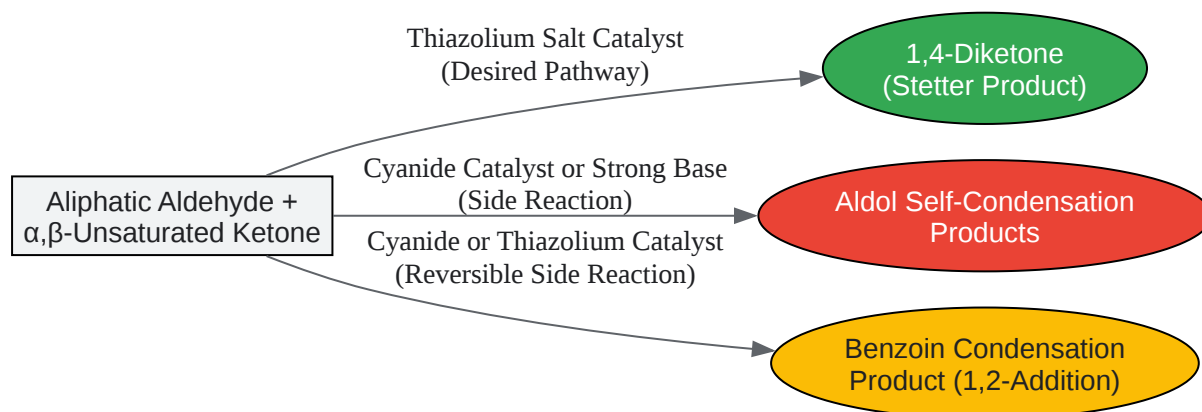 Thiazolium Salt Catalyst
(Desired Pathway)
1,4-Diketone
(Stetter Product)
Aliphatic Aldehyde +
α,β-Unsaturated Ketone
Cyanide Catalyst or Strong Base
(Side Reaction)
Aldol Self-Condensation
Products
Cyanide or Thiazolium Catalyst
(Reversible Side Reaction)
Benzoin Condensation
Product (1,2-Addition)